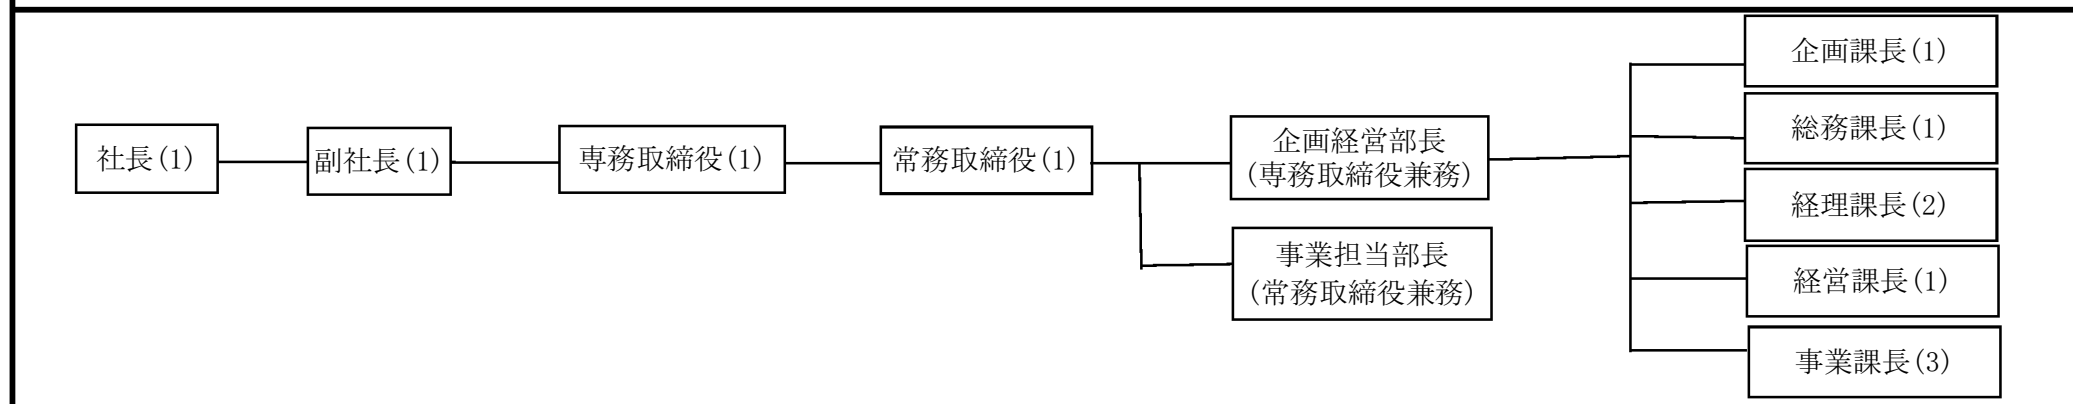 社長(1)
副社長(1)
専務取締役(1)
常務取締役(1)
企画経営部長
(専務取締役兼務)
事業担当部長
(常務取締役兼務)
企画課長(1)
総務課長(1)
経理課長(2)
経営課長(1)
事業課長(3)